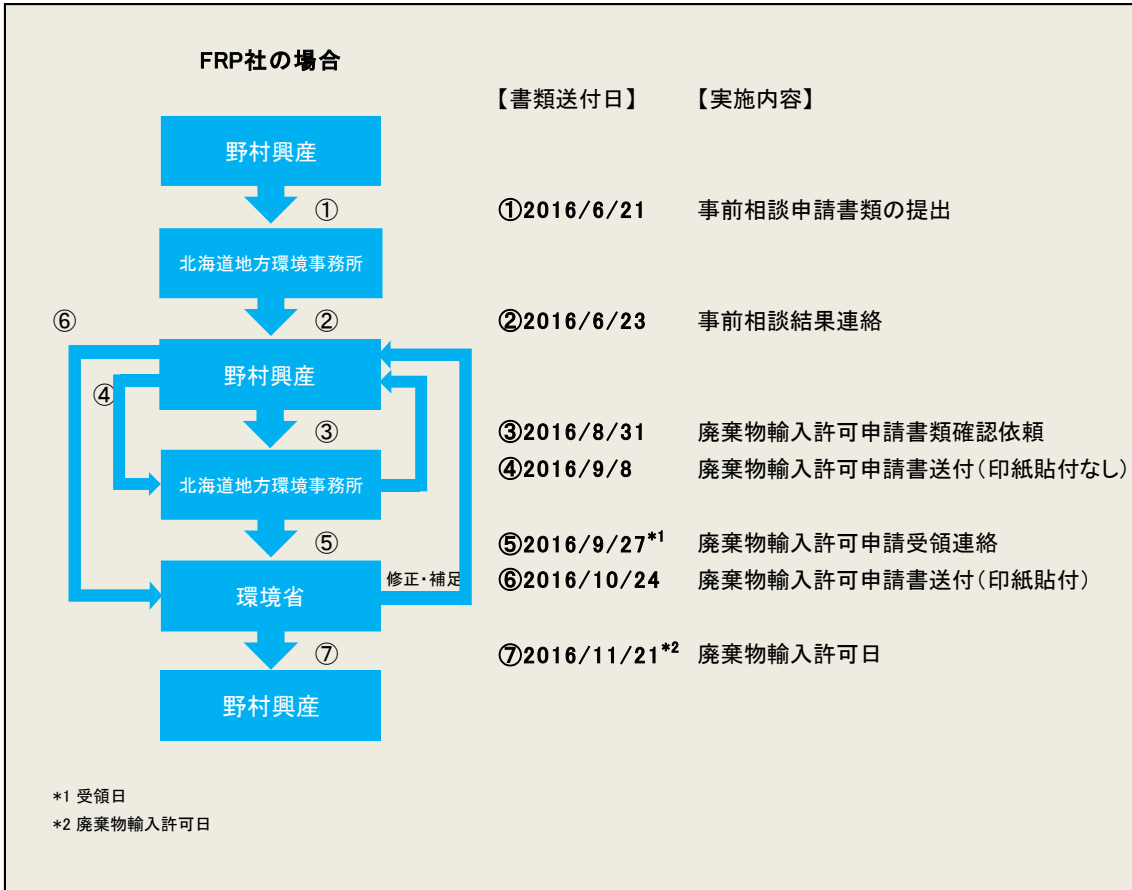 FRP社の場合
【書類送付日】 【実施内容】
野村興産
① ①2016/6/21 事前相談申請書類の提出
北海道地方環境事務所
⑥ ② ②2016/6/23 事前相談結果連絡
野村興産
④
③ ③2016/8/31 廃棄物輸入許可申請書類確認依頼
④2016/9/8 廃棄物輸入許可申請書送付(印紙貼付なし)
北海道地方環境事務所
⑤ ⑤2016/9/27*1 廃棄物輸入許可申請受領連絡
修正・補足 ⑥2016/10/24 廃棄物輸入許可申請書送付(印紙貼付)
環境省
⑦ ⑦2016/11/21*2 廃棄物輸入許可日
野村興産
*1 受領日
*2 廃棄物輸入許可日